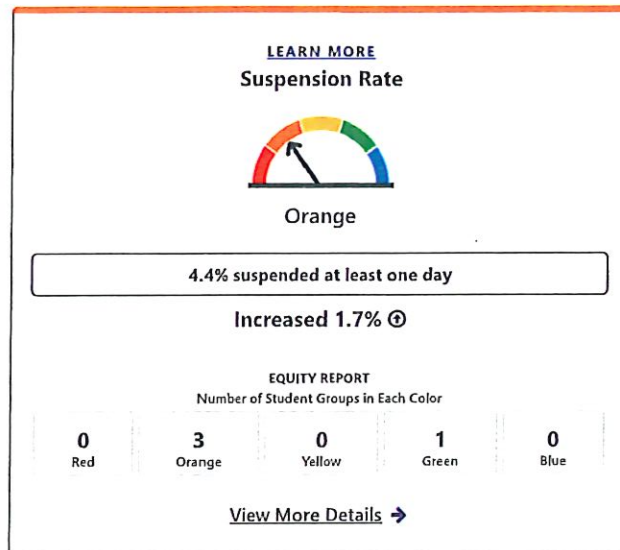 LEARN MORE
Suspension Rate
Orange
4.4% suspended at least one day
Increased 1.7%
EQUITY REPORT
Number of Student Groups in Each Color
0 3 0 1 0
Red Orange Yellow Green Blue
View More Details →